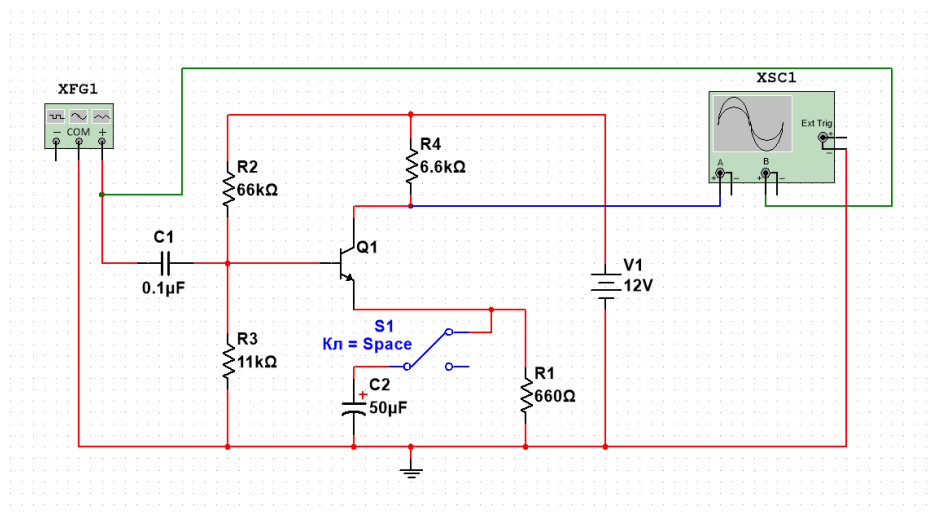 XFG1
COM
XSC1
Ext Trig
A
B
R4
6.6kΩ
R2
66kΩ
C1
0.1µF
Q1
V1
12V
S1
Кл = Space
R3
11kΩ
C2
50µF
R1
660Ω